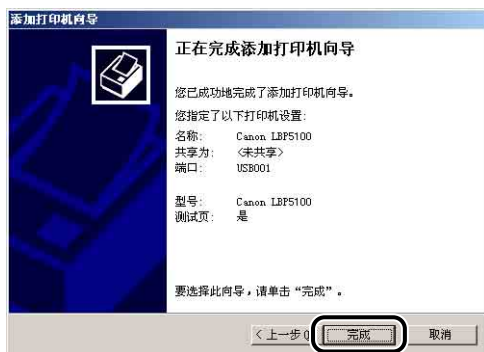 添加打印机向导
正在完成添加打印机向导
您已成功地完成了添加打印机向导。
您指定了以下打印机设置:
名称: Canon LBP5100
共享为: <未共享>
端口: USB001
型号: Canon LBP5100
测试页: 是
要选择此向导,请单击“完成”。
<上一步 完成 取消